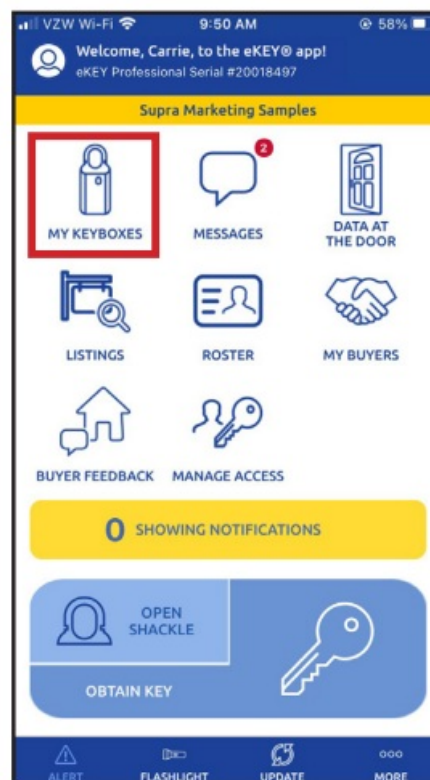 VZW Wi-Fi 9:50 AM 58%
Welcome, Carrie, to the eKEY® app!
eKEY Professional Serial #20018497
Supra Marketing Samples
2
MY KEYBOXES MESSAGES DATA AT
THE DOOR
LISTINGS ROSTER MY BUYERS
BUYER FEEDBACK MANAGE ACCESS
0 SHOWING NOTIFICATIONS
OPEN
SHACKLE
OBTAIN KEY
ALERT FLASHLIGHT UPDATE MORE